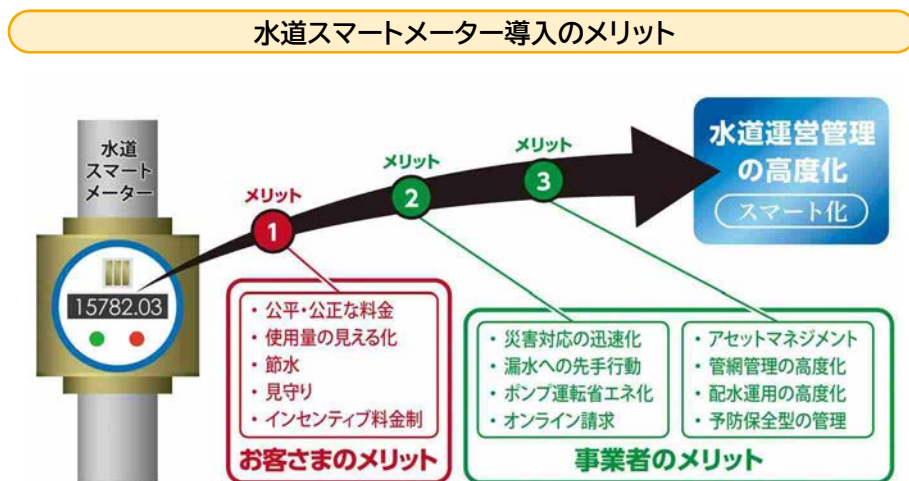 水道スマートメーター導入のメリット
水道
スマート
メーター
15782.03
メリット
1
メリット
2
メリット
3
水道運営管理
の高度化
スマート化
・公平・公正な料金
・使用量の見える化
・節水
・見守り
・インセンティブ料金制
お客さまのメリット
・災害対応の迅速化
・漏水への先手行動
・ポンプ運転省エネ化
・オンライン請求
・アセットマネジメント
・管網管理の高度化
・配水運用の高度化
・予防保全型の管理
事業者のメリット